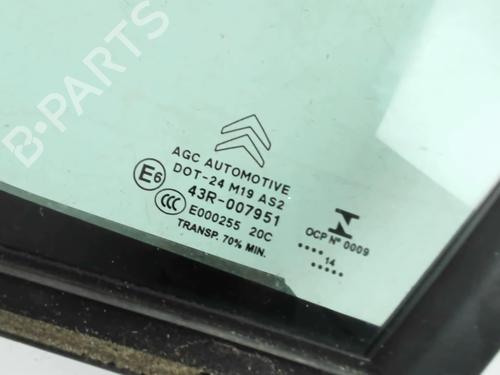 B-PARTS
AGC AUTOMOTIVE
DOT-24 M19 AS2
43R-007951
E6
CCC
E000255 20C
TRANSP. 70% MIN.
OCP Nº 0009
•••• 
14
•••••